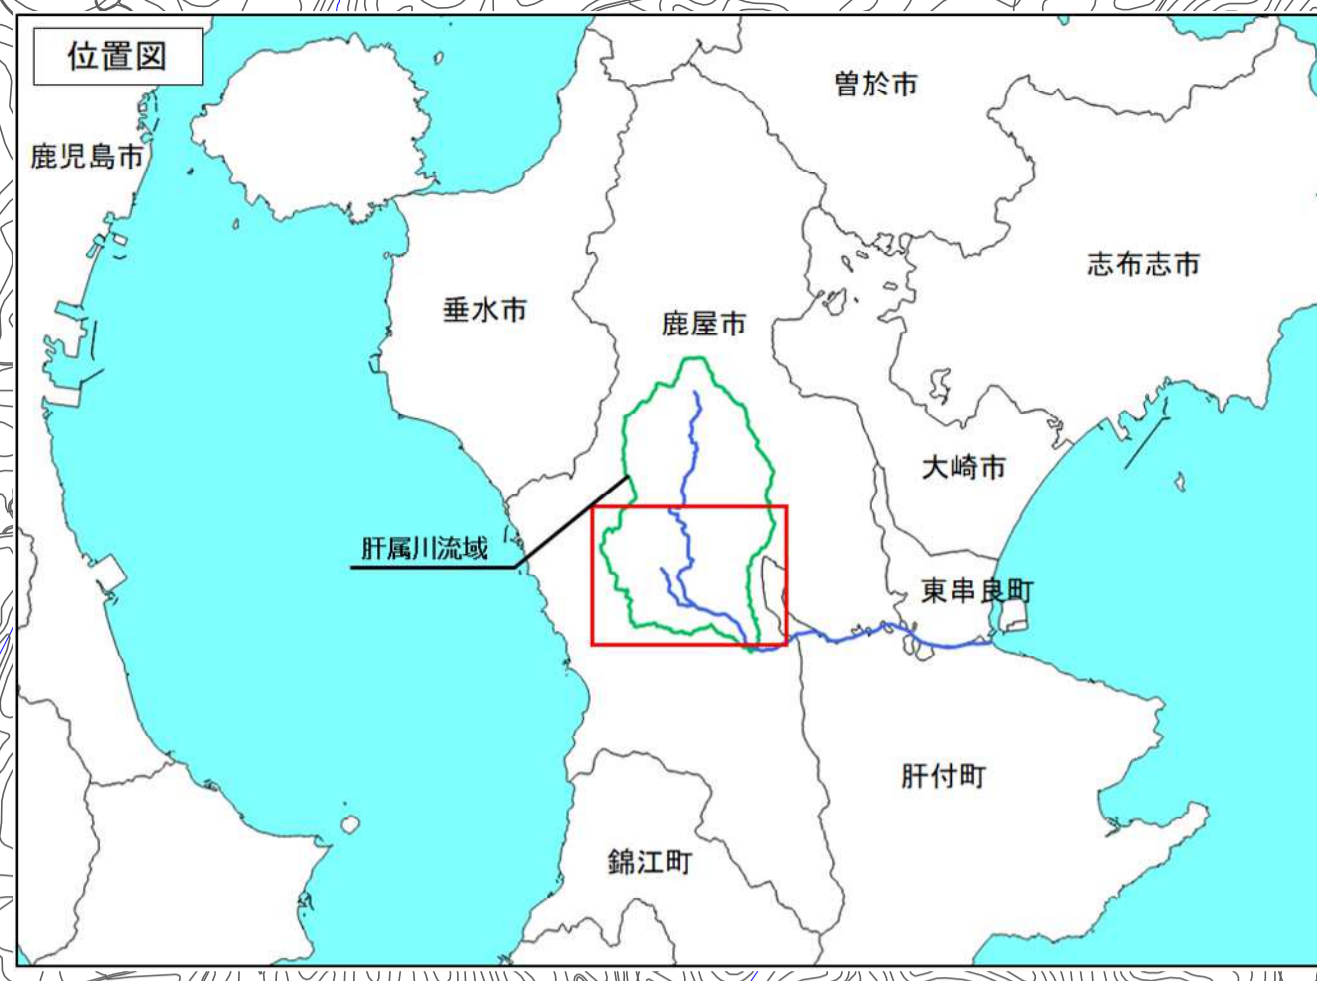 位置図
曽於市
鹿児島市
志布志市
垂水市
鹿屋市
大崎市
肝属川流域
東串良町
肝付町
錦江町